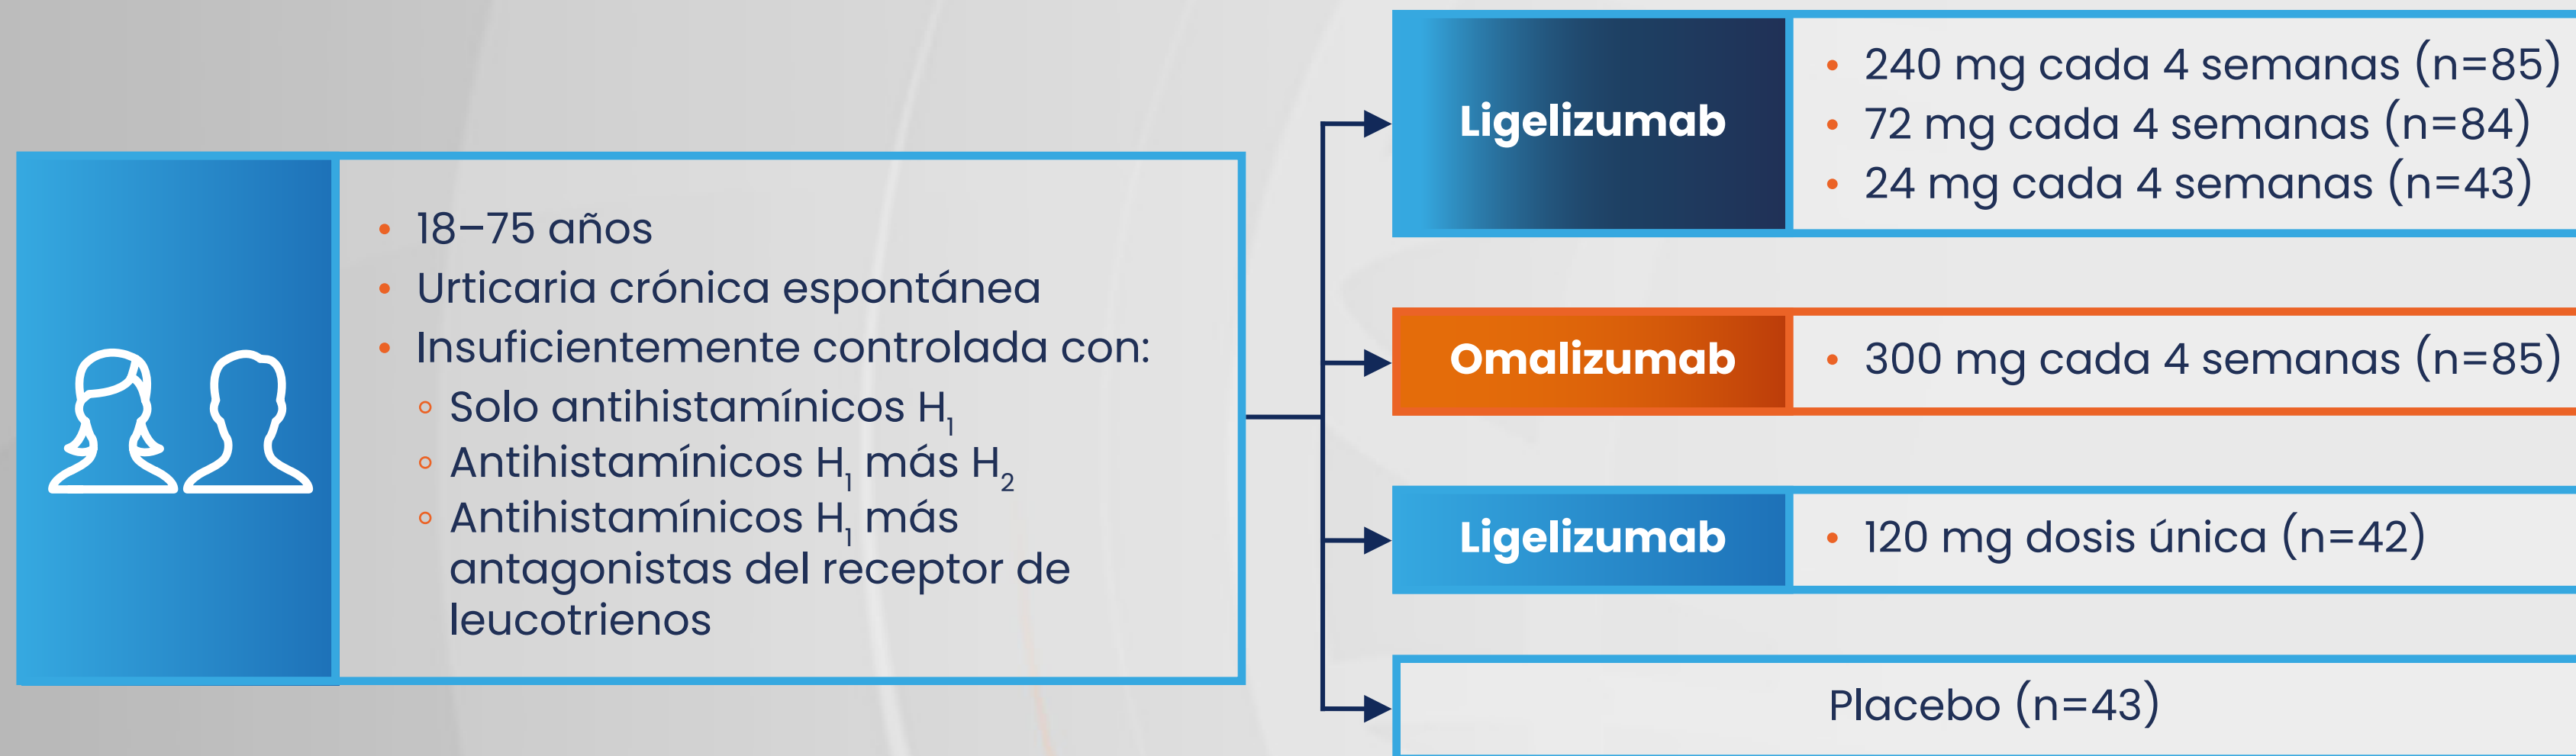 • 18–75 años
• Urticaria crónica espontánea
• Insuficientemente controlada con:
◦ Solo antihistamínicos H₁
◦ Antihistamínicos H₁ más H₂
◦ Antihistamínicos H₁ más
antagonistas del receptor de
leucotrienos
Ligelizumab
• 240 mg cada 4 semanas (n=85)
• 72 mg cada 4 semanas (n=84)
• 24 mg cada 4 semanas (n=43)
Omalizumab
• 300 mg cada 4 semanas (n=85)
Ligelizumab
• 120 mg dosis única (n=42)
Placebo (n=43)